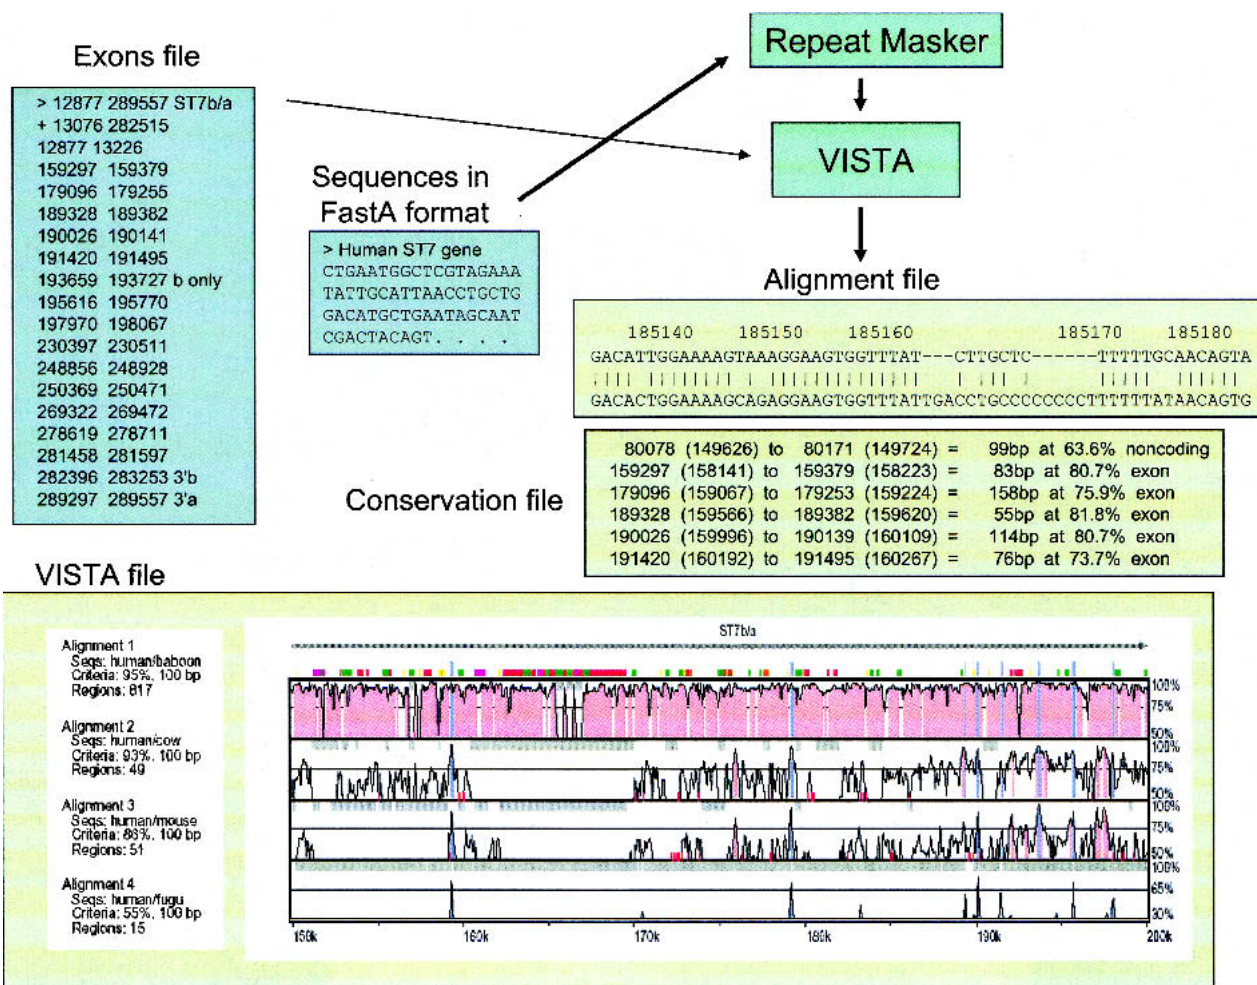 Exons file
> 12877 289557 ST7b/a
+ 13076 282515
12877 13226
159297 159379
179096 179255
189328 189382
190026 190141
191420 191495
193659 193727 b only
195616 195770
197970 198067
230397 230511
248856 248928
250369 250471
269322 269472
278619 278711
281458 281597
282396 283253 3'b
289297 289557 3'a
Sequences in
FastA format
> Human ST7 gene
CTGAATGGCTCGTAGAAA
TATTGCATTAACCTGCTG
GACATGCTGAATAGCAAT
CGACTACAGT. . . .
Repeat Masker
VISTA
Alignment file
185140 185150 185160 185170 185180
GACATTGGAAAAGTAAAGGAAGTGGTTTAT---CTTGCTC------TTTTTGCAACAGTA
GACACTGGAAAAGCAGAGGAAGTGGTTTATTGACCTGCCCCCCCCCTTTTTTATAACAGTG
Conservation file
80078 (149626) to 80171 (149724) = 99bp at 63.6% noncoding
159297 (158141) to 159379 (158223) = 83bp at 80.7% exon
179096 (159067) to 179253 (159224) = 158bp at 75.9% exon
189328 (159566) to 189382 (159620) = 55bp at 81.8% exon
190026 (159996) to 190139 (160109) = 114bp at 80.7% exon
191420 (160192) to 191495 (160267) = 76bp at 73.7% exon
VISTA file
Alignment 1
Seqs: human/baboon
Criteria: 95%, 100 bp
Regions: 817
Alignment 2
Seqs: human/cow
Criteria: 93%, 100 bp
Regions: 49
Alignment 3
Seqs: human/mouse
Criteria: 86%, 100 bp
Regions: 51
Alignment 4
Seqs: human/fugu
Criteria: 55%, 100 bp
Regions: 15
ST7b/a
100%
75%
50%
100%
75%
50%
100%
75%
50%
100%
65%
30%
150k 160k 170k 180k 190k 200k